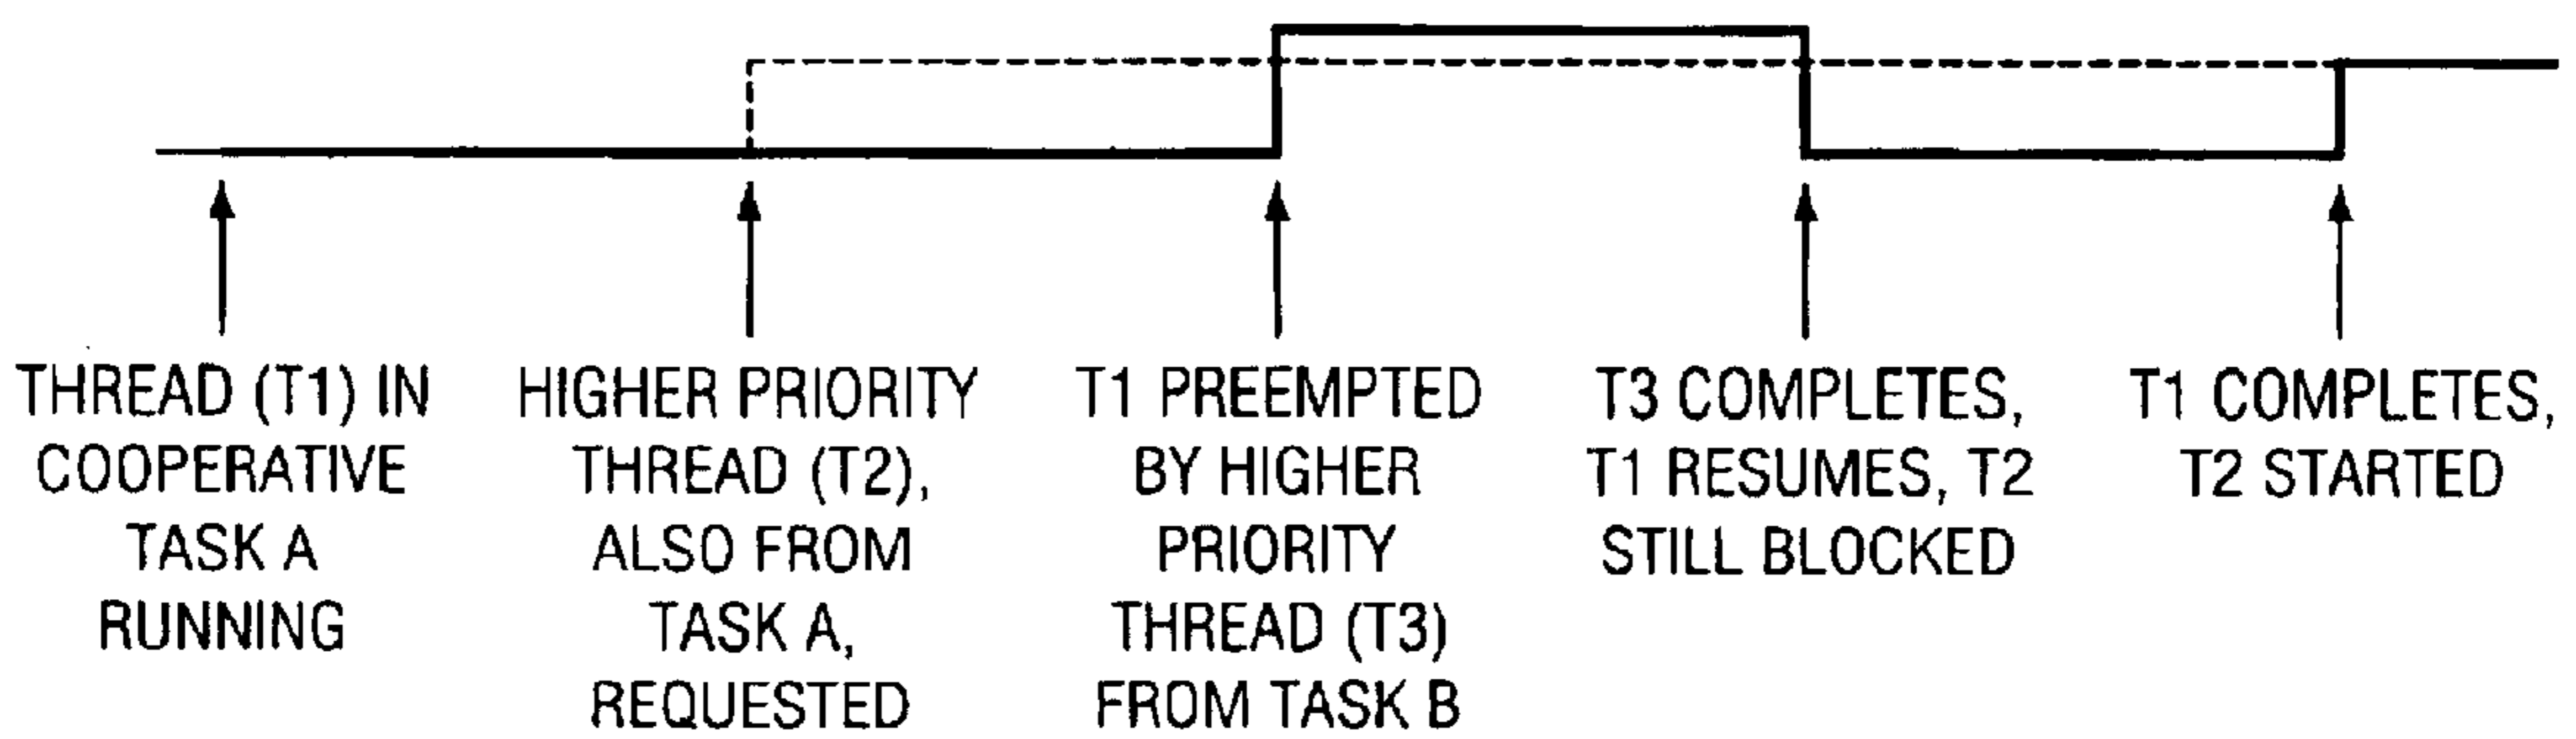 THREAD (T1) IN
COOPERATIVE
TASK A
RUNNING
HIGHER PRIORITY
THREAD (T2),
ALSO FROM
TASK A,
REQUESTED
T1 PREEMPTED
BY HIGHER
PRIORITY
THREAD (T3)
FROM TASK B
T3 COMPLETES,
T1 RESUMES, T2
STILL BLOCKED
T1 COMPLETES,
T2 STARTED